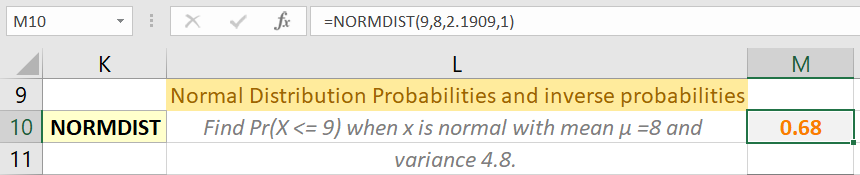 M10 fx =NORMDIST(9,8,2.1909,1)
K L M
9 Normal Distribution Probabilities and inverse probabilities
10 NORMDIST Find Pr(X <= 9) when x is normal with mean μ =8 and 0.68
11 variance 4.8.